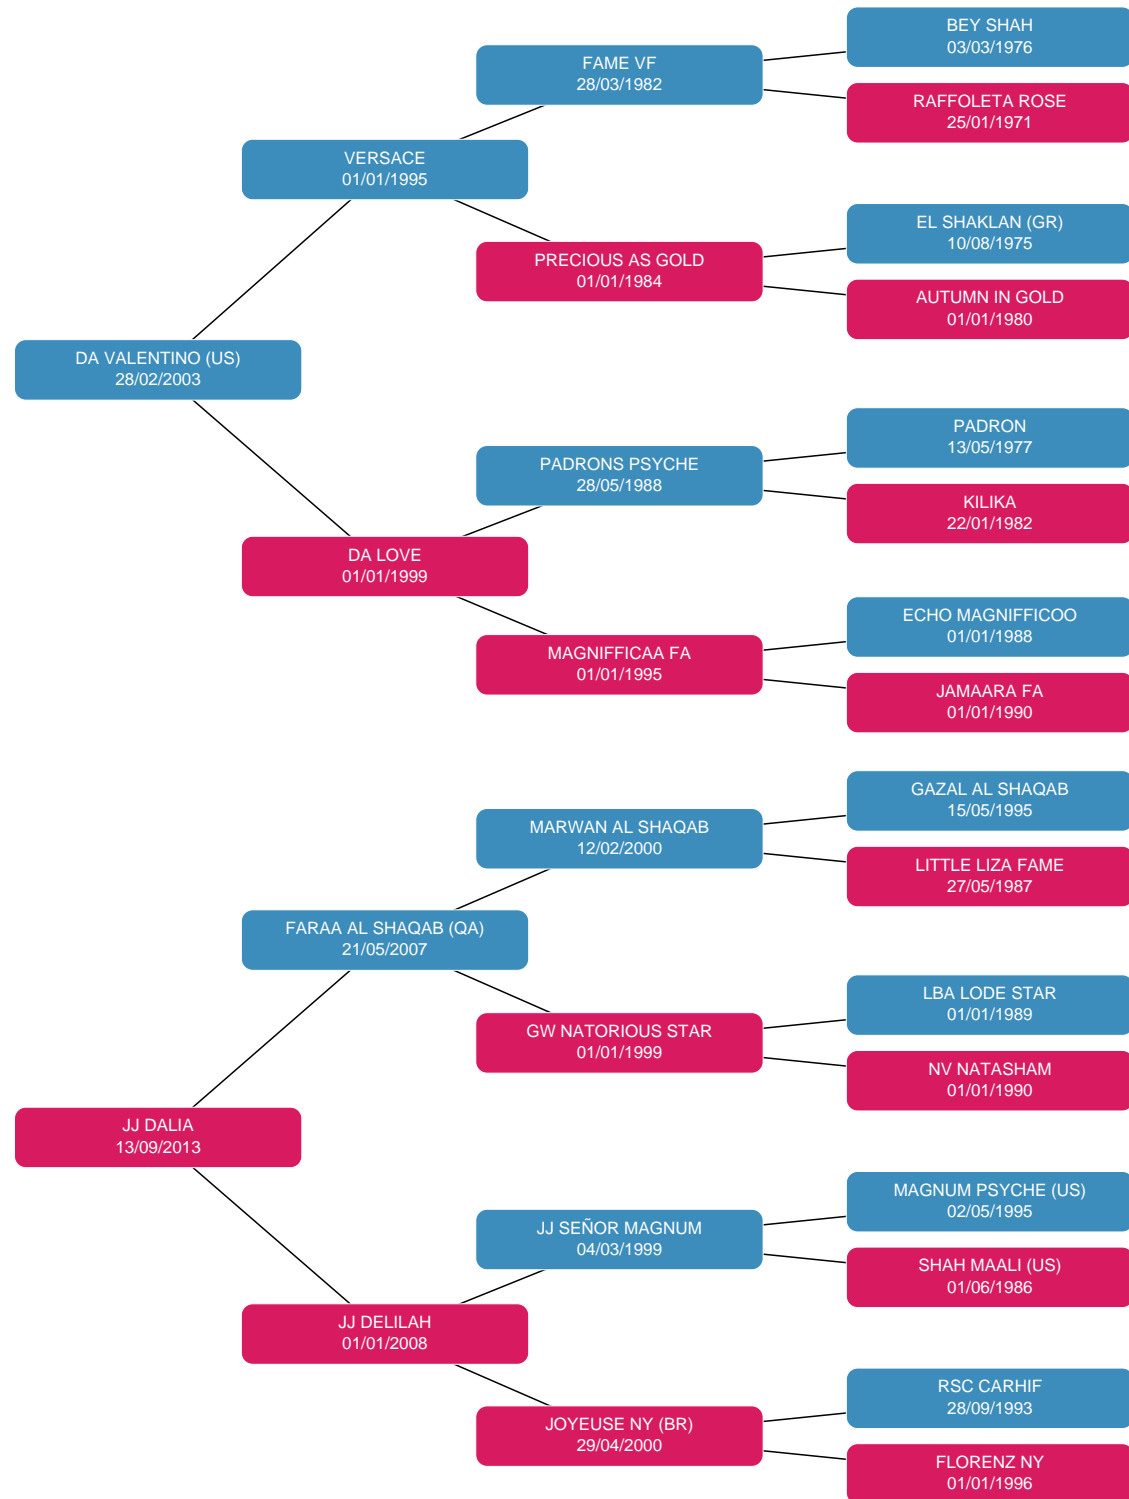 BEY SHAH
03/03/1976
FAME VF
28/03/1982
RAFFOLETA ROSE
25/01/1971
VERSACE
01/01/1995
EL SHAKLAN (GR)
10/08/1975
PRECIOUS AS GOLD
01/01/1984
AUTUMN IN GOLD
01/01/1980
DA VALENTINO (US)
28/02/2003
PADRON
13/05/1977
PADRONS PSYCHE
28/05/1988
KILIKA
22/01/1982
DA LOVE
01/01/1999
ECHO MAGNIFFICOO
01/01/1988
MAGNIFFICAA FA
01/01/1995
JAMAARA FA
01/01/1990
GAZAL AL SHAQAB
15/05/1995
MARWAN AL SHAQAB
12/02/2000
LITTLE LIZA FAME
27/05/1987
FARAA AL SHAQAB (QA)
21/05/2007
LBA LODE STAR
01/01/1989
GW NATORIOUS STAR
01/01/1999
NV NATASHAM
01/01/1990
JJ DALIA
13/09/2013
MAGNUM PSYCHE (US)
02/05/1995
JJ SEÑOR MAGNUM
04/03/1999
SHAH MAALI (US)
01/06/1986
JJ DELILAH
01/01/2008
RSC CARHIF
28/09/1993
JOYEUSE NY (BR)
29/04/2000
FLORENZ NY
01/01/1996